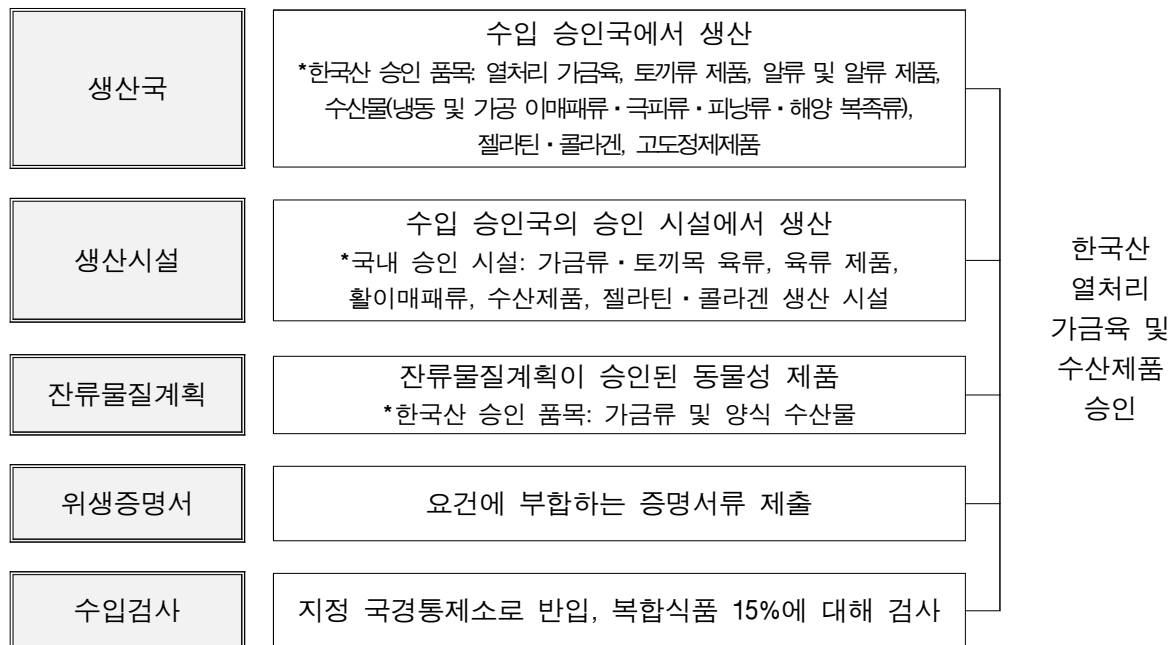 생산국
수입 승인국에서 생산
*한국산 승인 품목: 열처리 가금육, 토끼류 제품, 알류 및 알류 제품,
수산물(냉동 및 가공 이매패류·극피류·피낭류·해양 복족류),
젤라틴·콜라겐, 고도정제제품
생산시설
수입 승인국의 승인 시설에서 생산
*국내 승인 시설: 가금류·토끼목 육류, 육류 제품,
활이매패류, 수산제품, 젤라틴·콜라겐 생산 시설
잔류물질계획
잔류물질계획이 승인된 동물성 제품
*한국산 승인 품목: 가금류 및 양식 수산물
위생증명서
요건에 부합하는 증명서류 제출
수입검사
지정 국경통제소로 반입, 복합식품 15%에 대해 검사
한국산
열처리
가금육 및
수산제품
승인